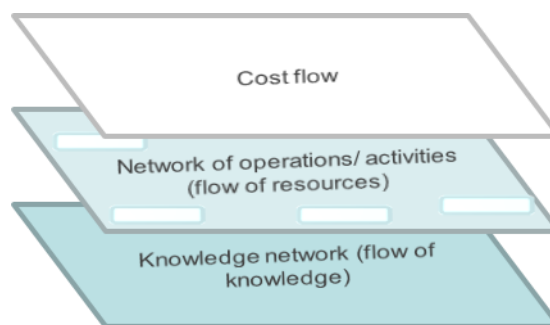 Cost flow
Network of operations/ activities
(flow of resources)
Knowledge network (flow of
knowledge)